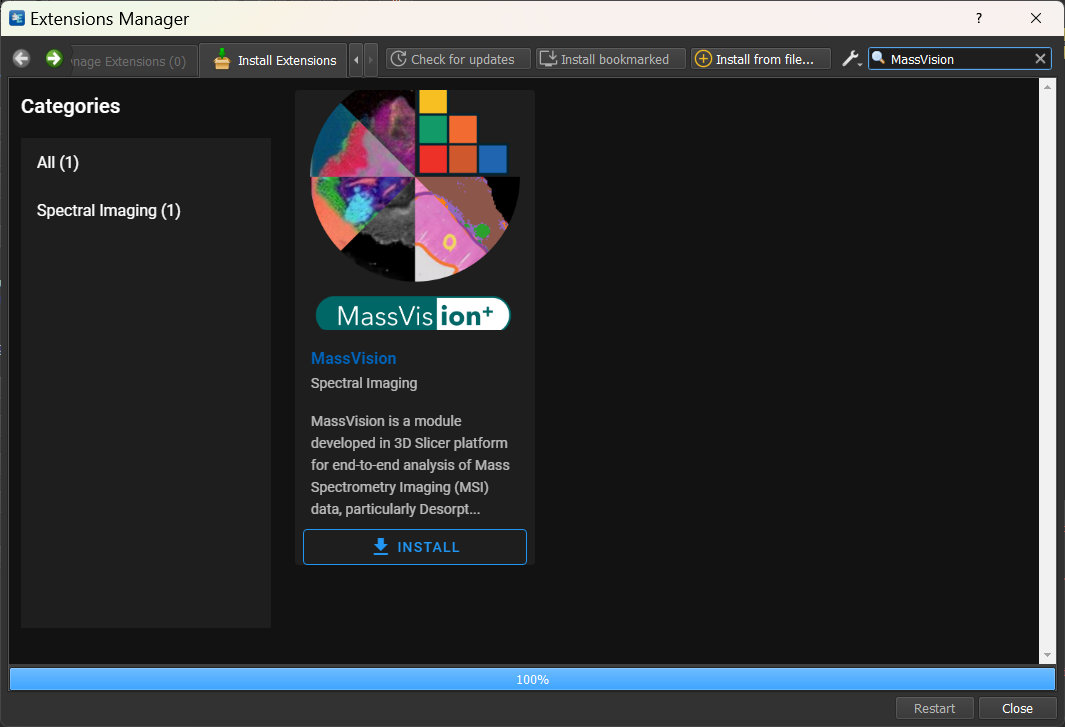 Extensions Manager
?
nage Extensions (0)
Install Extensions
Check for updates
Install bookmarked
Install from file...
MassVision
Categories
All (1)
Spectral Imaging (1)
MassVision+
MassVision
Spectral Imaging
MassVision is a module
developed in 3D Slicer platform
for end-to-end analysis of Mass
Spectrometry Imaging (MSI)
data, particularly Desorpt...
INSTALL
100%
Restart
Close